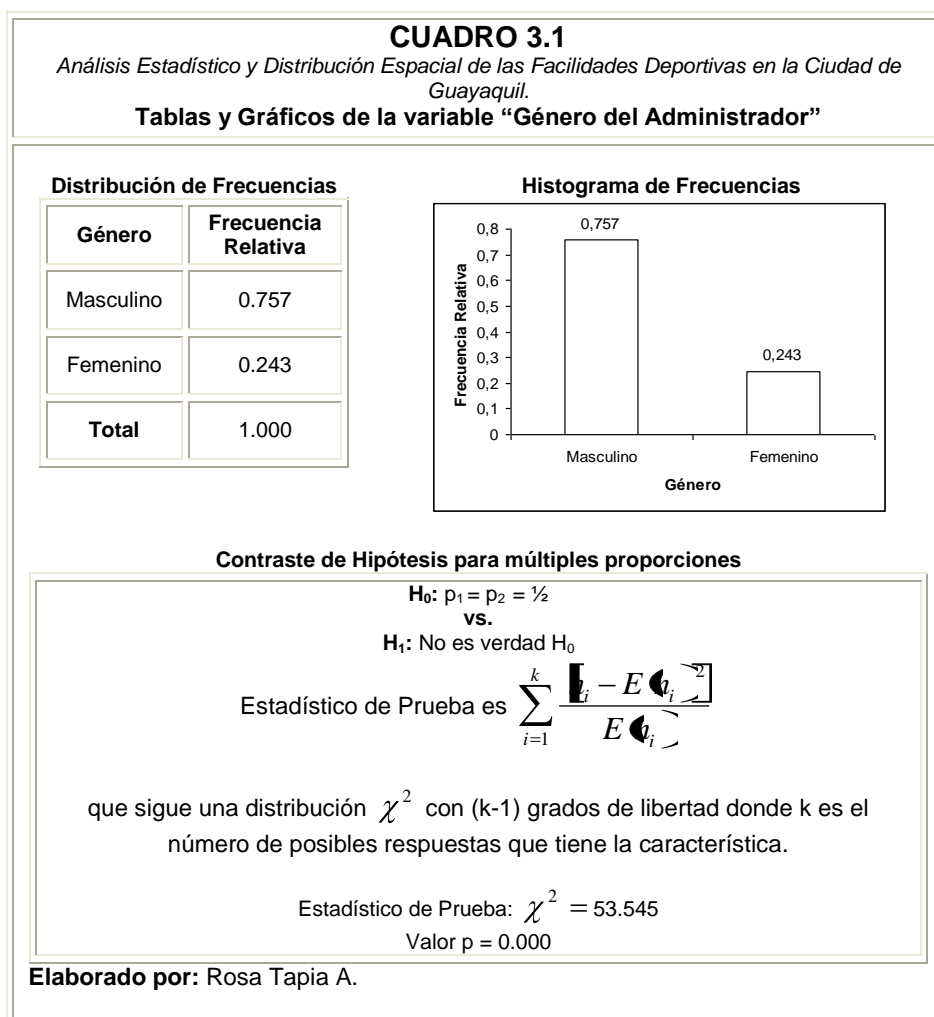 CUADRO 3.1
Análisis Estadístico y Distribución Espacial de las Facilidades Deportivas en la Ciudad de
Guayaquil.
Tablas y Gráficos de la variable “Género del Administrador”
Distribución de Frecuencias
Género Frecuencia Relativa
Masculino 0.757
Femenino 0.243
Total 1.000
Histograma de Frecuencias
Frecuencia Relativa
0,8
0,7
0,6
0,5
0,4
0,3
0,2
0,1
0
0,757
0,243
Masculino Femenino
Género
Contraste de Hipótesis para múltiples proporciones
H₀: p₁ = p₂ = ½
vs.
H₁: No es verdad H₀
Estadístico de Prueba es
k
∑
i=1
i − E i 2
E i
que sigue una distribución χ² con (k-1) grados de libertad donde k es el
número de posibles respuestas que tiene la característica.
Estadístico de Prueba: χ² = 53.545
Valor p = 0.000
Elaborado por: Rosa Tapia A.